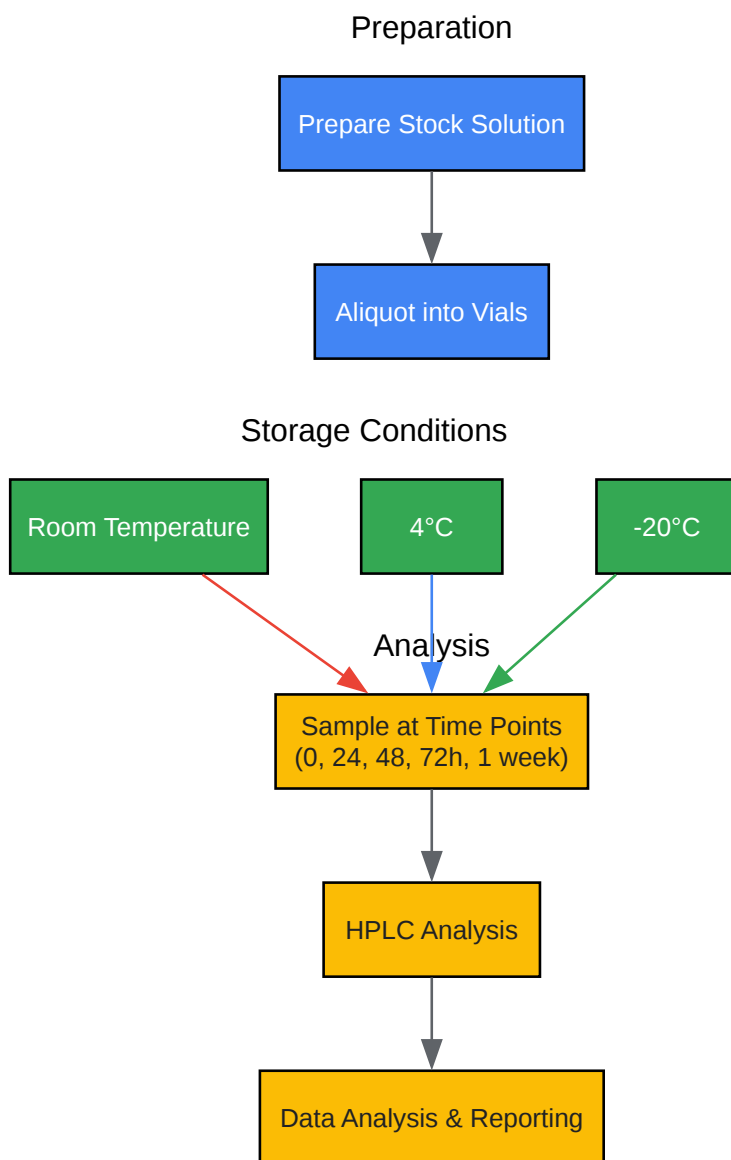 Preparation
Prepare Stock Solution
Aliquot into Vials
Storage Conditions
Room Temperature
4°C
-20°C
Analysis
Sample at Time Points
(0, 24, 48, 72h, 1 week)
HPLC Analysis
Data Analysis & Reporting